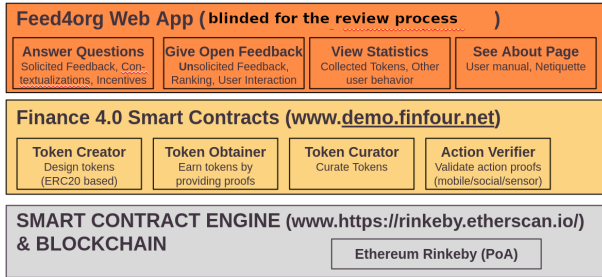 Feed4org Web App ( blinded for the review process )
Answer Questions
Solicited Feedback, Con-
textualizations, Incentives
Give Open Feedback
Unsolicited Feedback,
Ranking, User Interaction
View Statistics
Collected Tokens, Other
user behavior
See About Page
User manual, Netiquette
Finance 4.0 Smart Contracts (www.demo.finfour.net)
Token Creator
Design tokens
(ERC20 based)
Token Obtainer
Earn tokens by
providing proofs
Token Curator
Curate Tokens
Action Verifier
Validate action proofs
(mobile/social/sensor)
SMART CONTRACT ENGINE (www.https://rinkeby.etherscan.io/)
& BLOCKCHAIN
Ethereum Rinkeby (PoA)